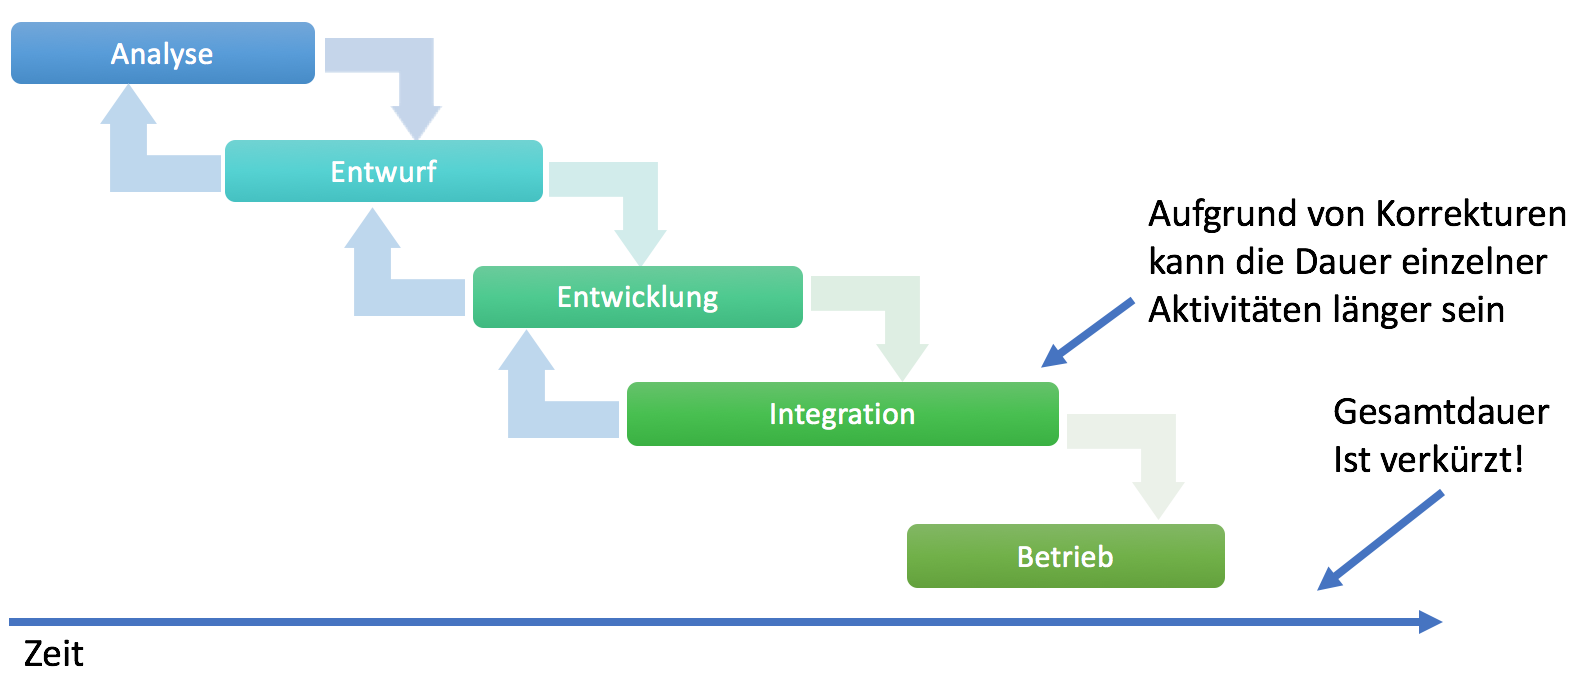 Analyse
Entwurf
Aufgrund von Korrekturen
kann die Dauer einzelner
Aktivitäten länger sein
Entwicklung
Integration
Gesamtdauer
Ist verkürzt!
Betrieb
Zeit